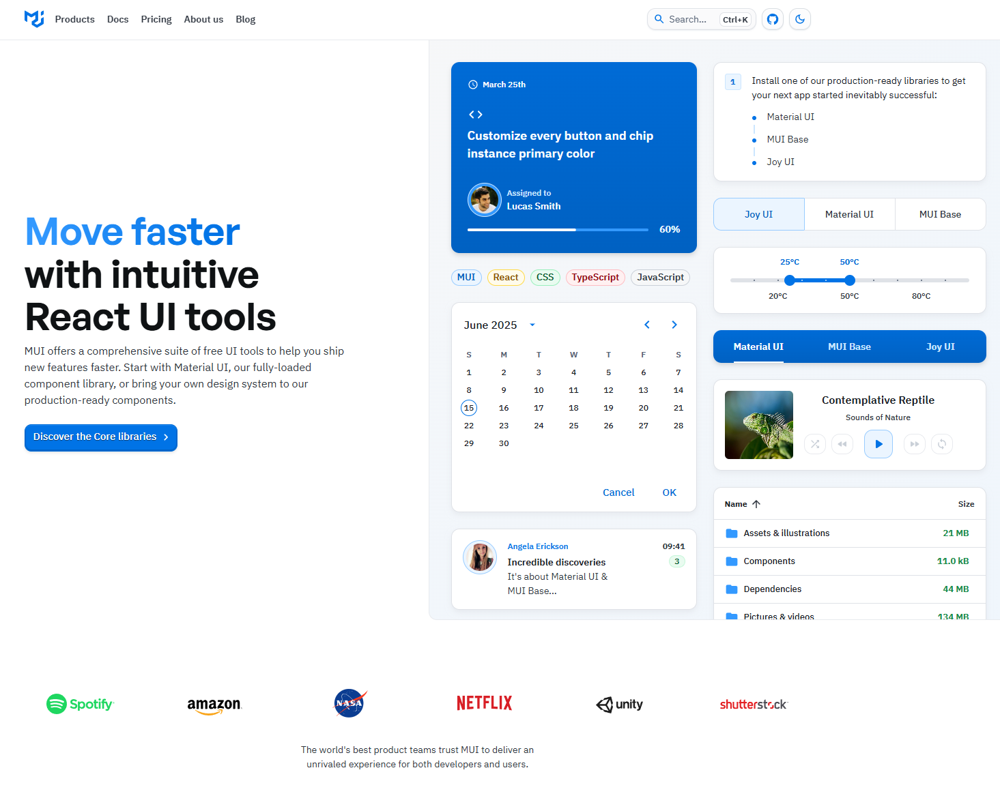 Products Docs Pricing About us Blog
Search... Ctrl+K
Move faster
with intuitive
React UI tools
MUI offers a comprehensive suite of free UI tools to help you ship
new features faster. Start with Material UI, our fully-loaded
component library, or bring your own design system to our
production-ready components.
Discover the Core libraries
March 25th
Customize every button and chip
instance primary color
Assigned to
Lucas Smith
60%
MUI React CSS TypeScript JavaScript
June 2025
S M T W T F S
1 2 3 4 5 6 7
8 9 10 11 12 13 14
15 16 17 18 19 20 21
22 23 24 25 26 27 28
29 30
Cancel OK
Angela Erickson 09:41
Incredible discoveries 3
It's about Material UI &
MUI Base...
1 Install one of our production-ready libraries to get
your next app started inevitably successful:
Material UI
MUI Base
Joy UI
Joy UI Material UI MUI Base
25°C 50°C
20°C 50°C 80°C
Material UI MUI Base Joy UI
Contemplative Reptile
Sounds of Nature
Name Size
Assets & illustrations 21 MB
Components 11.0 kB
Dependencies 44 MB
Pictures & videos 134 MB
Spotify amazon NASA NETFLIX unity shutterstock
The world's best product teams trust MUI to deliver an
unrivaled experience for both developers and users.